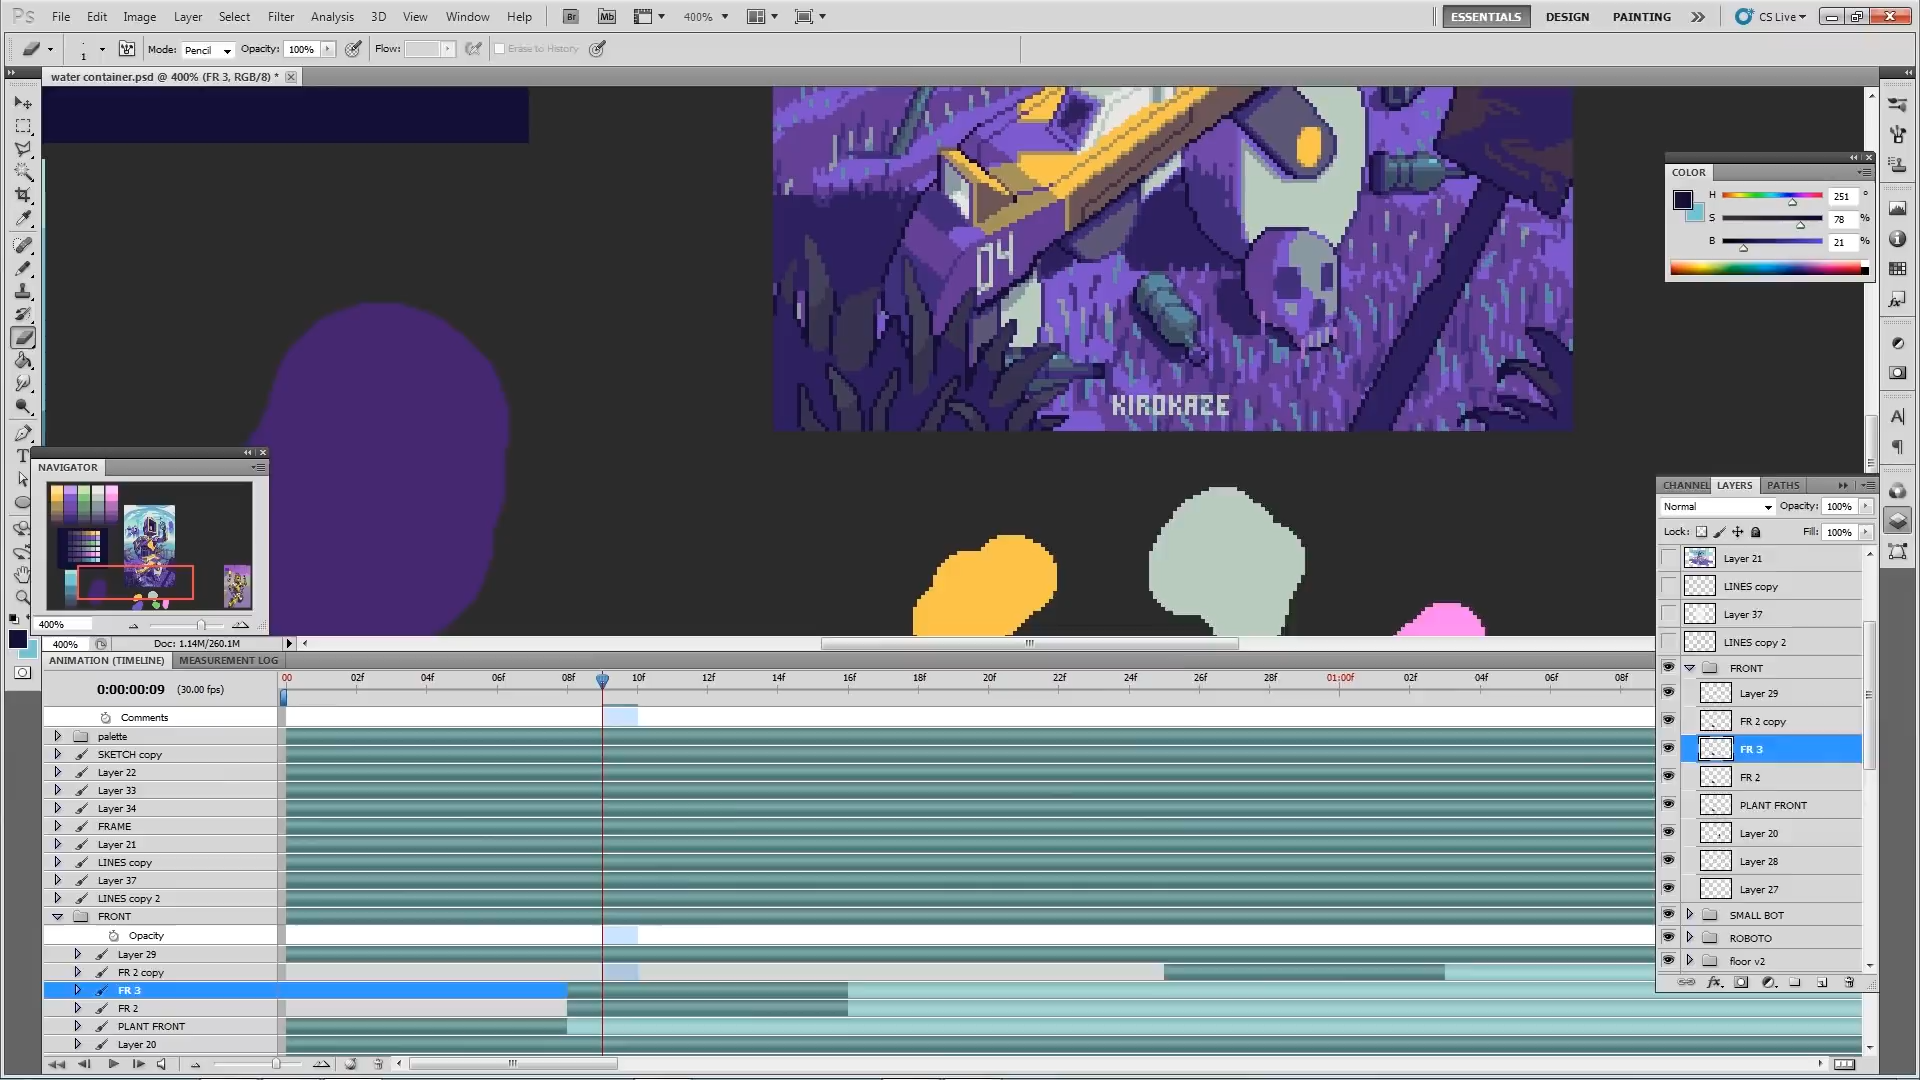 Ps File Edit Image Layer Select Filter Analysis 3D View Window Help Br Mb 400% ESSENTIALS DESIGN PAINTING CS Live
1 Mode: Pencil Opacity: 100% Flow: Erase to History
water container.psd @ 400% (FR 3, RGB/8) *
COLOR
H 251 °
S 78 %
B 21 %
04
KIROKAZE
NAVIGATOR
400%
400% Doc: 1.14M/260.1M
CHANNEL LAYERS PATHS
Normal Opacity: 100%
Lock: Fill: 100%
Layer 21
LINES copy
Layer 37
LINES copy 2
FRONT
Layer 29
FR 2 copy
FR 3
FR 2
PLANT FRONT
Layer 20
Layer 28
Layer 27
SMALL BOT
ROBOTO
floor v2
ANIMATION (TIMELINE) MEASUREMENT LOG
0:00:00:09 (30.00 fps)
00 02f 04f 06f 08f 10f 12f 14f 16f 18f 20f 22f 24f 26f 28f 01:00f 02f 04f 06f 08f
Comments
palette
SKETCH copy
Layer 22
Layer 33
Layer 34
FRAME
Layer 21
LINES copy
Layer 37
LINES copy 2
FRONT
Opacity
Layer 29
FR 2 copy
FR 3
FR 2
PLANT FRONT
Layer 20